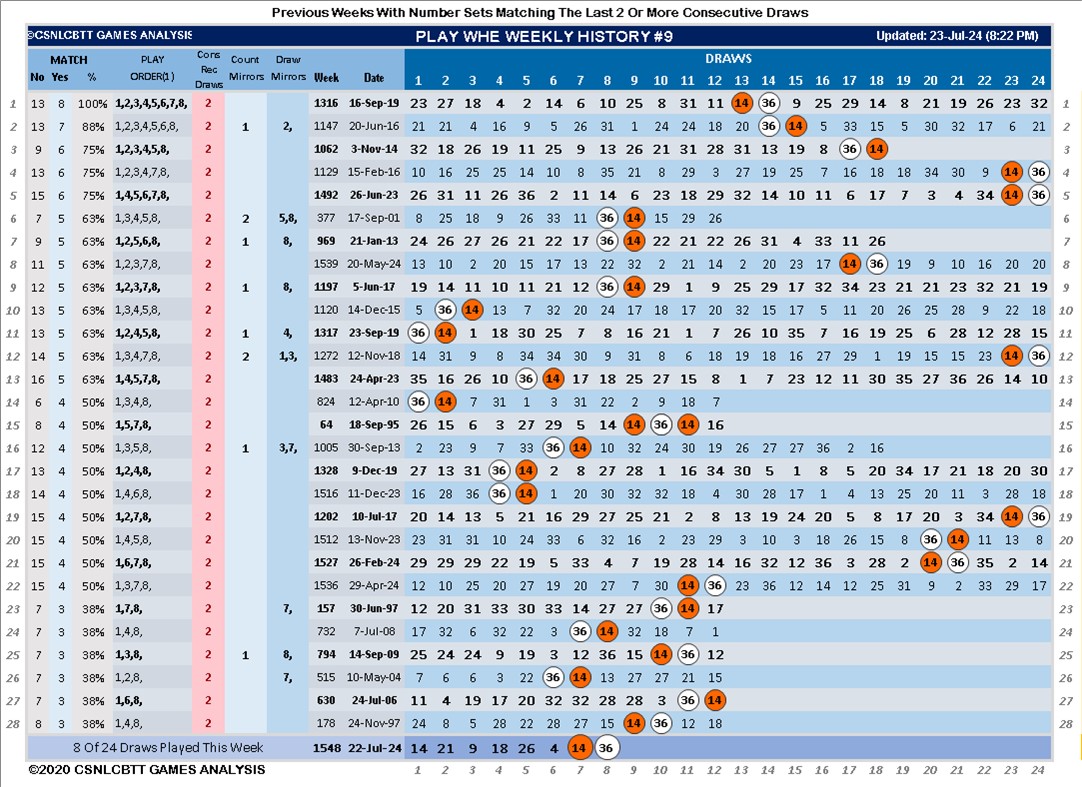 Previous Weeks With Number Sets Matching The Last 2 Or More Consecutive Draws
©CSNLCBTT GAMES ANALYSIS PLAY WHE WEEKLY HISTORY #9 Updated: 23-Jul-24 (8:22 PM)
MATCH PLAY Cons Count Draw DRAWS
No Yes % ORDER(1) Rec Draws Mirrors Mirrors Week Date 1 2 3 4 5 6 7 8 9 10 11 12 13 14 15 16 17 18 19 20 21 22 23 24
1 13 8 100% 1,2,3,4,5,6,7,8, 2 1316 16-Sep-19 23 27 18 4 2 14 6 10 25 8 31 11 13 14 36 9 25 29 14 8 21 19 26 23 32 1
2 13 7 88% 1,2,3,4,5,6,8, 2 1 2, 1147 20-Jun-16 21 21 4 16 9 5 26 31 1 24 24 18 20 36 14 5 33 15 5 30 32 17 6 21 2
3 9 6 75% 1,2,3,4,5,8, 2 1062 3-Nov-14 32 18 26 19 11 25 9 13 26 21 31 28 31 13 19 8 36 14 3
4 13 6 75% 1,2,3,4,7,8, 2 1129 15-Feb-16 10 16 25 25 14 10 8 35 21 8 29 3 27 19 25 7 16 18 18 34 30 9 14 36 4
5 15 6 75% 1,4,5,6,7,8, 2 1492 26-Jun-23 26 31 11 26 36 2 11 14 6 23 18 29 32 14 10 11 6 17 7 3 4 34 14 36 5
6 7 5 63% 1,3,4,5,8, 2 2 5,8, 377 17-Sep-01 8 25 18 9 26 33 11 36 14 15 29 12 26 6
7 9 5 63% 1,2,5,6,8, 2 1 8, 969 21-Jan-13 24 26 27 26 21 22 17 36 14 22 21 22 26 14 31 4 33 11 26 7
8 11 5 63% 1,2,3,7,8, 2 1539 20-May-24 13 10 2 20 15 17 13 22 32 2 21 14 2 20 23 17 14 36 19 9 10 16 20 20 8
9 12 5 63% 1,2,3,7,8, 2 1 8, 1197 5-Jun-17 19 14 11 10 11 21 12 36 14 29 1 9 25 29 17 32 34 23 21 21 23 32 21 19 9
10 13 5 63% 1,3,4,5,8, 2 1120 14-Dec-15 5 36 14 13 7 32 20 24 17 18 17 20 32 15 17 5 11 20 26 25 28 9 22 18 10
11 13 5 63% 1,2,4,5,8, 2 1 4, 1317 23-Sep-19 36 14 1 18 30 25 7 8 16 21 1 7 26 10 35 7 16 19 25 6 28 12 28 15 11
12 14 5 63% 1,3,4,7,8, 2 2 1,3, 1272 12-Nov-18 14 31 9 8 34 34 30 9 31 8 6 18 19 18 16 27 29 1 19 15 15 23 14 36 12
13 16 5 63% 1,4,5,7,8, 2 1483 24-Apr-23 35 16 26 10 36 14 17 18 25 27 15 8 1 7 23 12 11 30 35 21 36 26 14 10 13
14 6 4 50% 1,3,4,8, 2 824 12-Apr-10 36 14 7 31 1 3 31 22 2 9 18 7 14
15 8 4 50% 1,5,7,8, 2 64 18-Sep-95 26 15 6 3 27 29 5 14 14 36 14 16 15
16 12 4 50% 1,3,5,8, 2 1 3,7, 1005 30-Sep-13 2 23 9 7 33 36 14 10 32 24 30 19 16 26 27 36 2 18 16
17 13 4 50% 1,2,4,8, 2 1328 9-Dec-19 27 13 31 36 14 2 8 27 28 1 16 34 30 5 1 8 5 20 34 17 21 18 20 30 17
18 14 4 50% 1,4,6,8, 2 1516 11-Dec-23 16 28 36 36 14 1 20 30 32 32 18 4 30 28 17 1 4 13 25 20 11 3 28 18 18
19 15 4 50% 1,2,7,8, 2 1202 10-Jul-17 20 14 13 5 21 16 29 27 25 21 2 8 13 19 24 20 5 8 17 20 3 34 14 36 19
20 15 4 50% 1,4,5,8, 2 1512 13-Nov-23 23 31 31 10 24 33 6 32 16 2 23 29 13 4 3 18 26 15 8 36 14 11 13 8 20
21 15 4 50% 1,6,7,8, 2 1527 26-Feb-24 29 29 29 22 19 5 33 4 7 19 28 14 16 32 12 36 3 28 2 14 36 35 2 14 21
22 15 4 50% 1,3,7,8, 2 1536 29-Apr-24 12 10 25 20 27 19 20 27 7 30 14 36 23 36 12 14 12 25 31 9 2 33 29 17 22
23 7 3 38% 1,7,8, 2 7, 157 30-Jun-97 12 20 31 33 30 33 14 27 27 36 14 17 23
24 7 3 38% 1,4,8, 2 732 7-Jul-08 17 32 6 32 22 3 36 14 32 18 7 1 24
25 7 3 38% 1,3,8, 2 1 8, 794 14-Sep-09 25 24 24 9 19 3 12 36 15 14 36 12 25
26 7 3 38% 1,2,8, 2 7, 515 10-May-04 7 6 6 3 22 36 14 13 27 27 21 15 26
27 7 3 38% 1,6,8, 2 630 24-Jul-06 11 4 19 17 20 32 32 28 28 3 36 14 27
28 8 3 38% 1,4,8, 2 178 24-Nov-97 24 8 5 28 22 28 27 15 14 36 12 18 28
8 Of 24 Draws Played This Week 1548 22-Jul-24 14 21 9 18 26 4 14 36
©2020 CSNLCBTT GAMES ANALYSIS 1 2 3 4 5 6 7 8 9 10 11 12 13 14 15 16 17 18 19 20 21 22 23 24